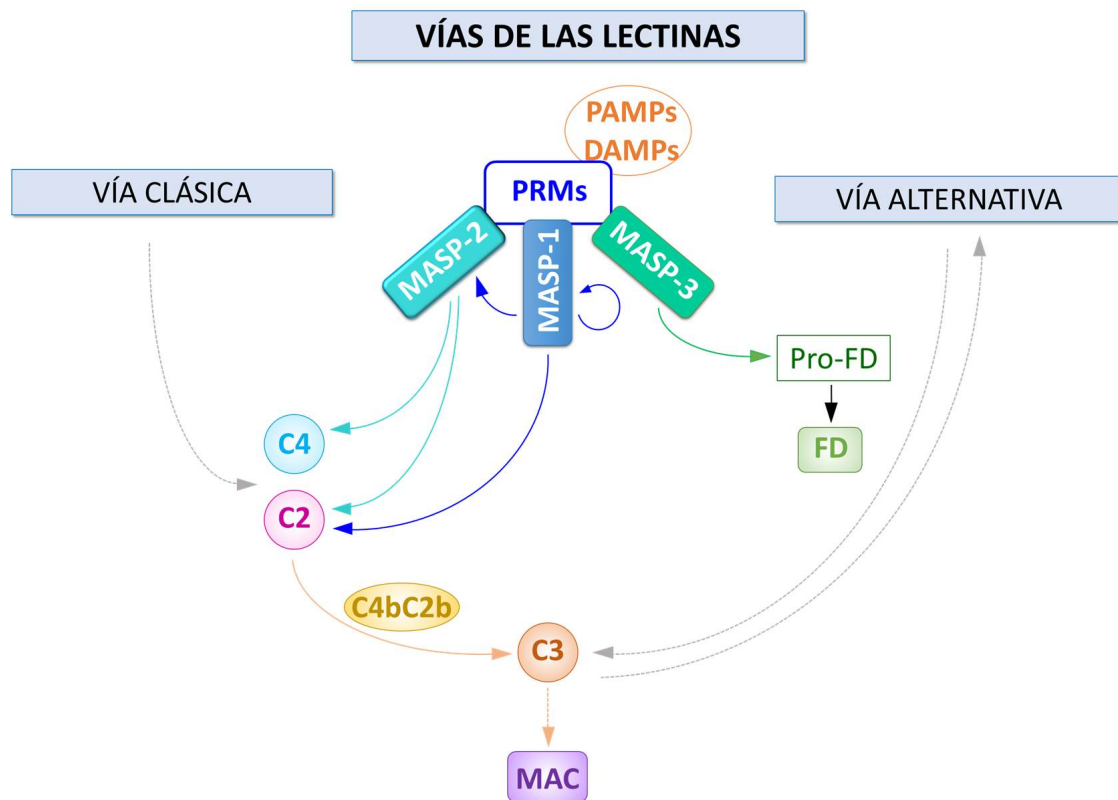 VÍAS DE LAS LECTINAS
PAMPs
DAMPs
VÍA CLÁSICA
PRMs
VÍA ALTERNATIVA
MASP-2
MASP-1
MASP-3
Pro-FD
C4
FD
C2
C4bC2b
C3
MAC